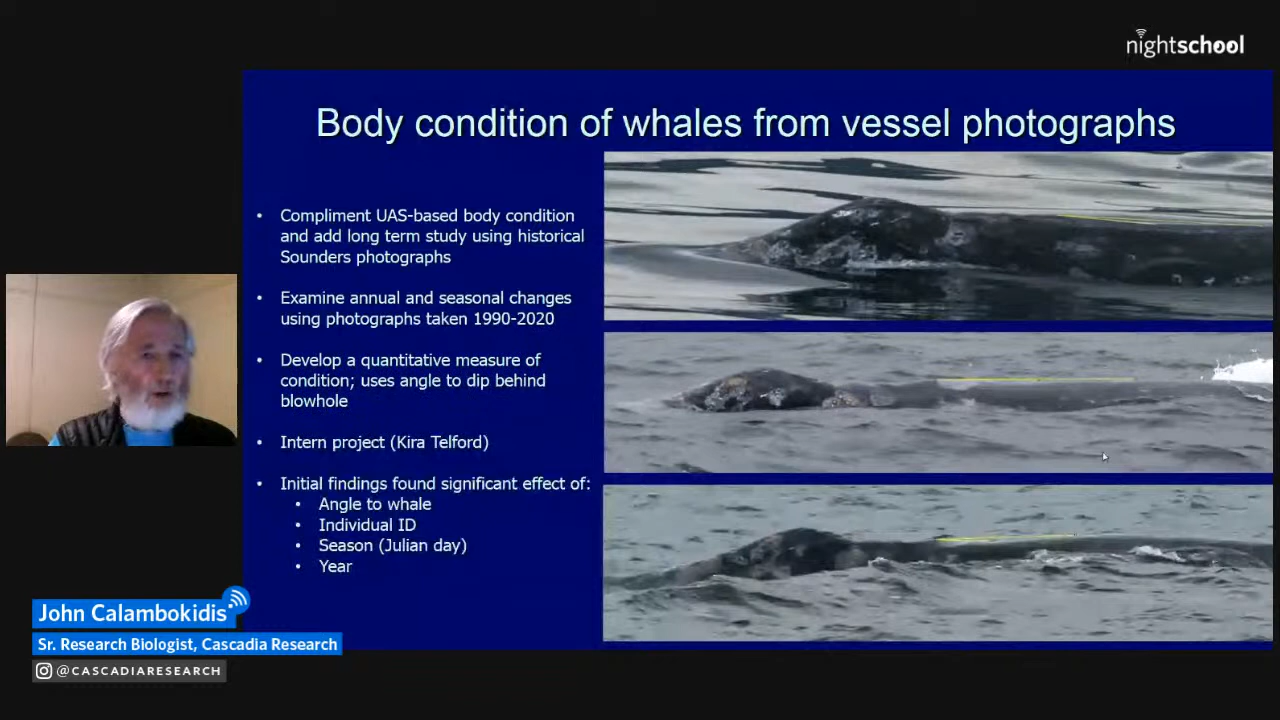 nightschool
Body condition of whales from vessel photographs
• Compliment UAS-based body condition
and add long term study using historical
Sounders photographs
• Examine annual and seasonal changes
using photographs taken 1990-2020
• Develop a quantitative measure of
condition; uses angle to dip behind
blowhole
• Intern project (Kira Telford)
• Initial findings found significant effect of:
• Angle to whale
• Individual ID
• Season (Julian day)
• Year
John Calambokidis
Sr. Research Biologist, Cascadia Research
@CASCADIARESEARCH